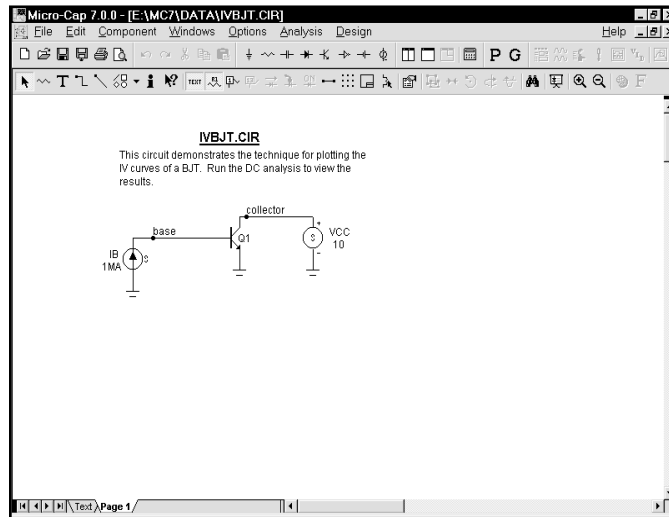 Micro-Cap 7.0.0 - [E:\MC7\DATA\IVBJT.CIR]
File Edit Component Windows Options Analysis Design Help
P G
T i TEXT F
IVBJT.CIR
This circuit demonstrates the technique for plotting the
IV curves of a BJT. Run the DC analysis to view the
results.
collector
base
Q1
+
S
VCC
10
-
IB
1MA
S
Text Page 1